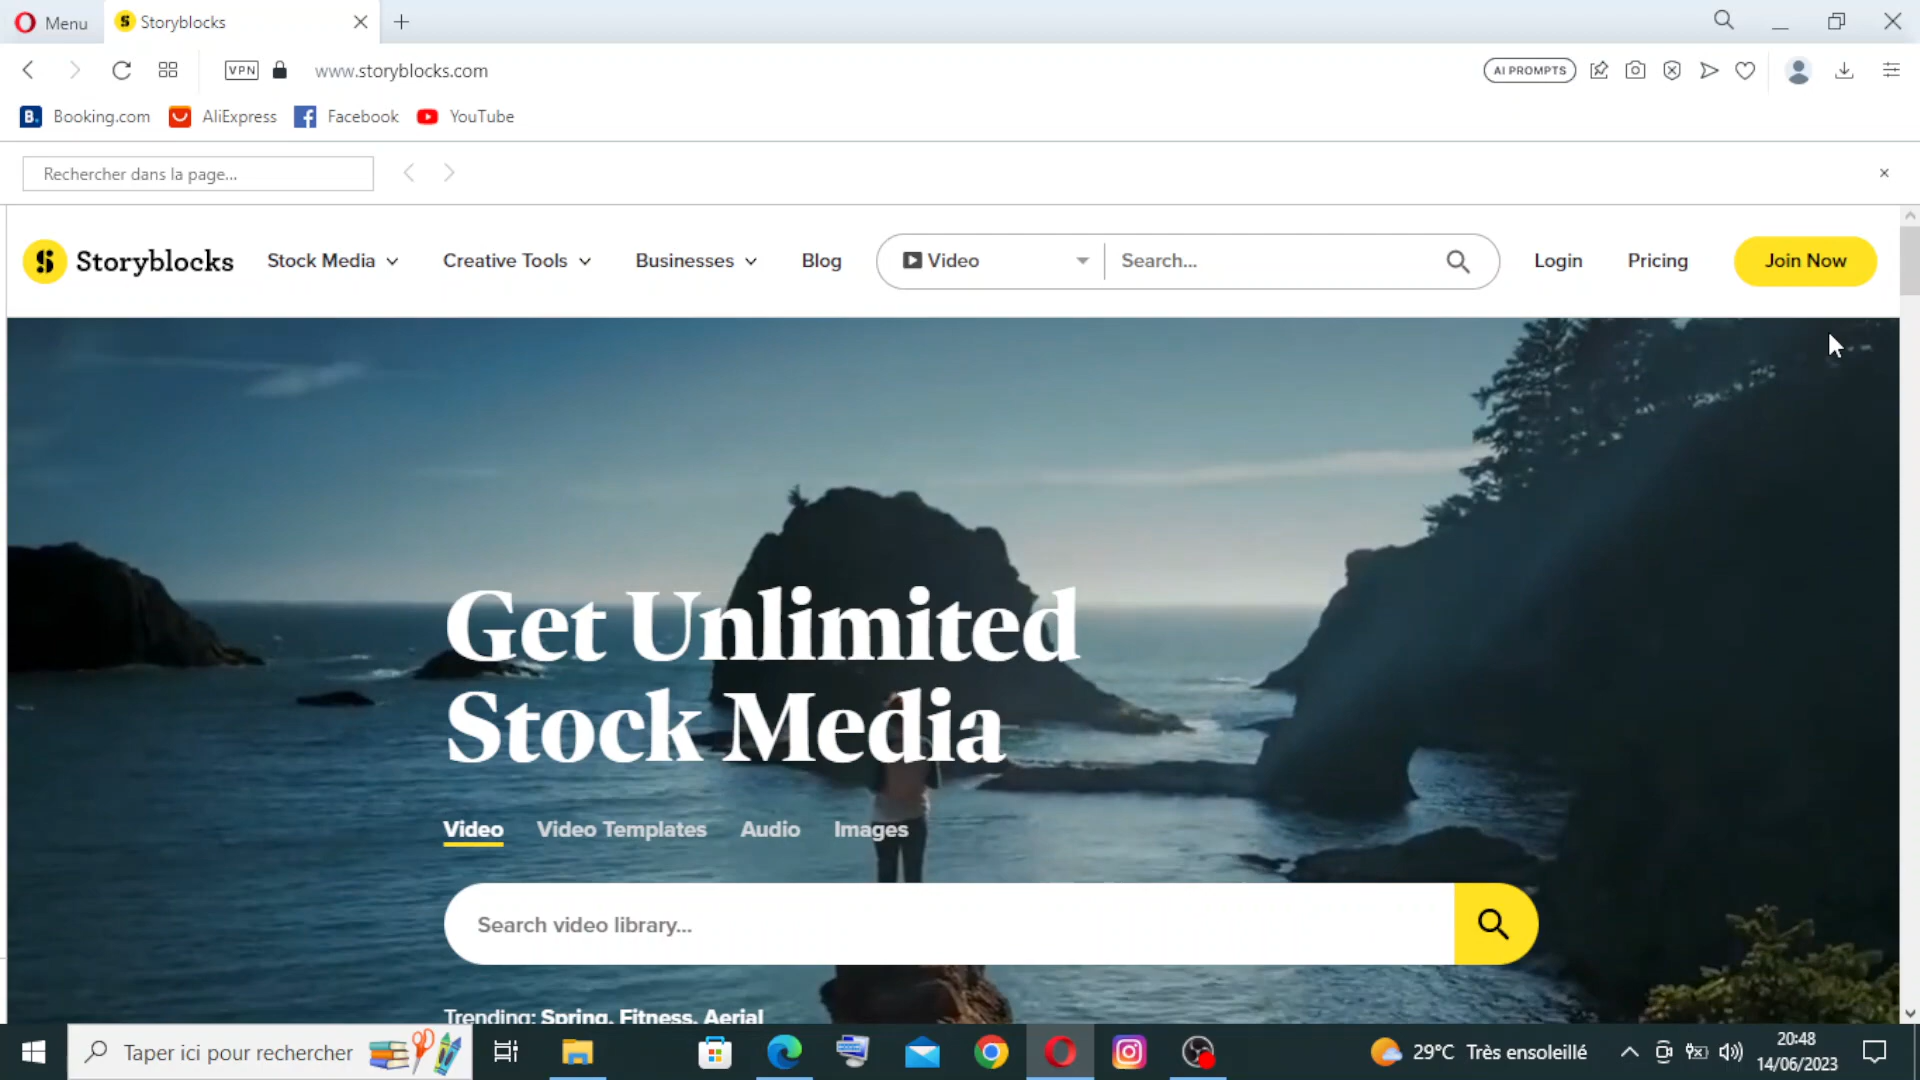 Menu
Storyblocks
VPN
www.storyblocks.com
AI PROMPTS
B. Booking.com
AliExpress
Facebook
YouTube
Rechercher dans la page...
Storyblocks
Stock Media
Creative Tools
Businesses
Blog
Video
Search...
Login
Pricing
Join Now
Get Unlimited
Stock Media
Video
Video Templates
Audio
Images
Search video library...
Trending: Spring, Fitness, Aerial
Taper ici pour rechercher
29°C Très ensoleillé
20:48
14/06/2023